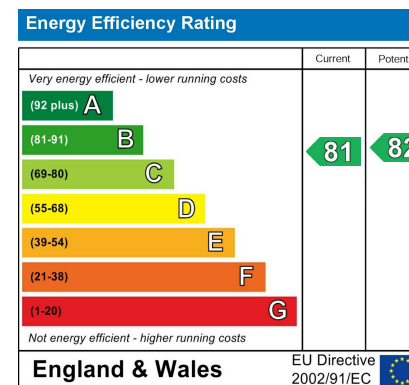 Energy Efficiency Rating
Current Potent
Very energy efficient - lower running costs
(92 plus) A
(81-91) B
81 82
(69-80) C
(55-68) D
(39-54) E
(21-38) F
(1-20) G
Not energy efficient - higher running costs
England & Wales
EU Directive
2002/91/EC